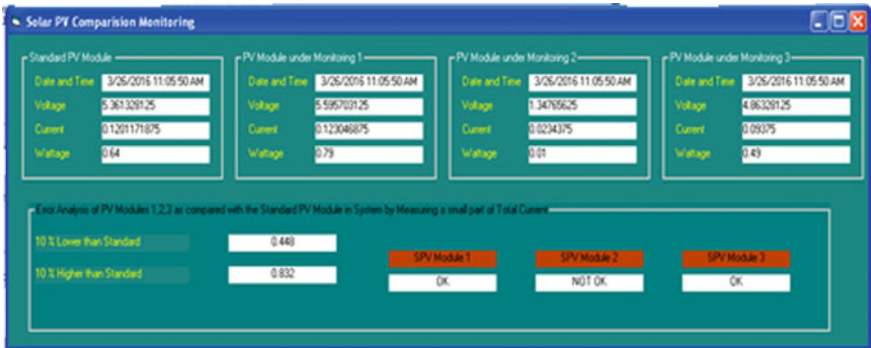 Solar PV Comparision Monitoring
Standard PV Module
Date and Time 3/26/2016 11:05:50 AM
Voltage 5.361328125
Current 0.1201171875
Wattage 0.64
PV Module under Monitoring 1
Date and Time 3/26/2016 11:05:50 AM
Voltage 5.595703125
Current 0.123046875
Wattage 0.79
PV Module under Monitoring 2
Date and Time 3/26/2016 11:05:50 AM
Voltage 1.34765625
Current 0.0234375
Wattage 0.01
PV Module under Monitoring 3
Date and Time 3/26/2016 11:05:50 AM
Voltage 4.86328125
Current 0.09375
Wattage 0.49
Error Analysis of PV Modules 1,2,3 as compared with the Standard PV Module in System by Measuring a small part of Total Current
10 % Lower than Standard 0.448
10 % Higher than Standard 0.832
SPV Module 1
OK
SPV Module 2
NOT OK
SPV Module 3
OK